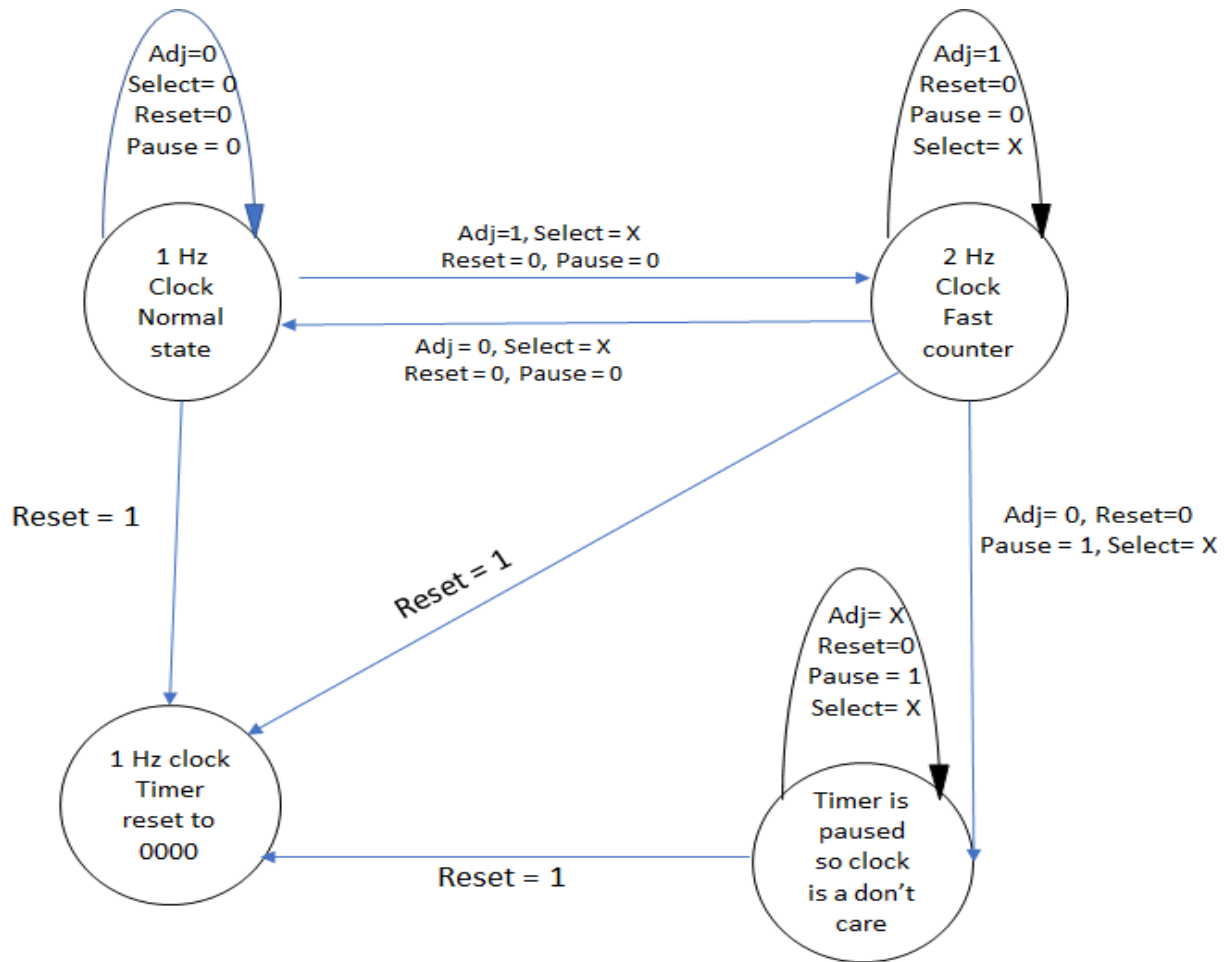 Adj=0
Select= 0
Reset=0
Pause = 0
Adj=1
Reset=0
Pause = 0
Select= X
1 Hz
Clock
Normal
state
Adj=1, Select = X
Reset = 0, Pause = 0
2 Hz
Clock
Fast
counter
Adj = 0, Select = X
Reset = 0, Pause = 0
Reset = 1
Reset = 1
Adj= 0, Reset=0
Pause = 1, Select= X
Adj= X
Reset=0
Pause = 1
Select= X
1 Hz clock
Timer
reset to
0000
Reset = 1
Timer is
paused
so clock
is a don't
care